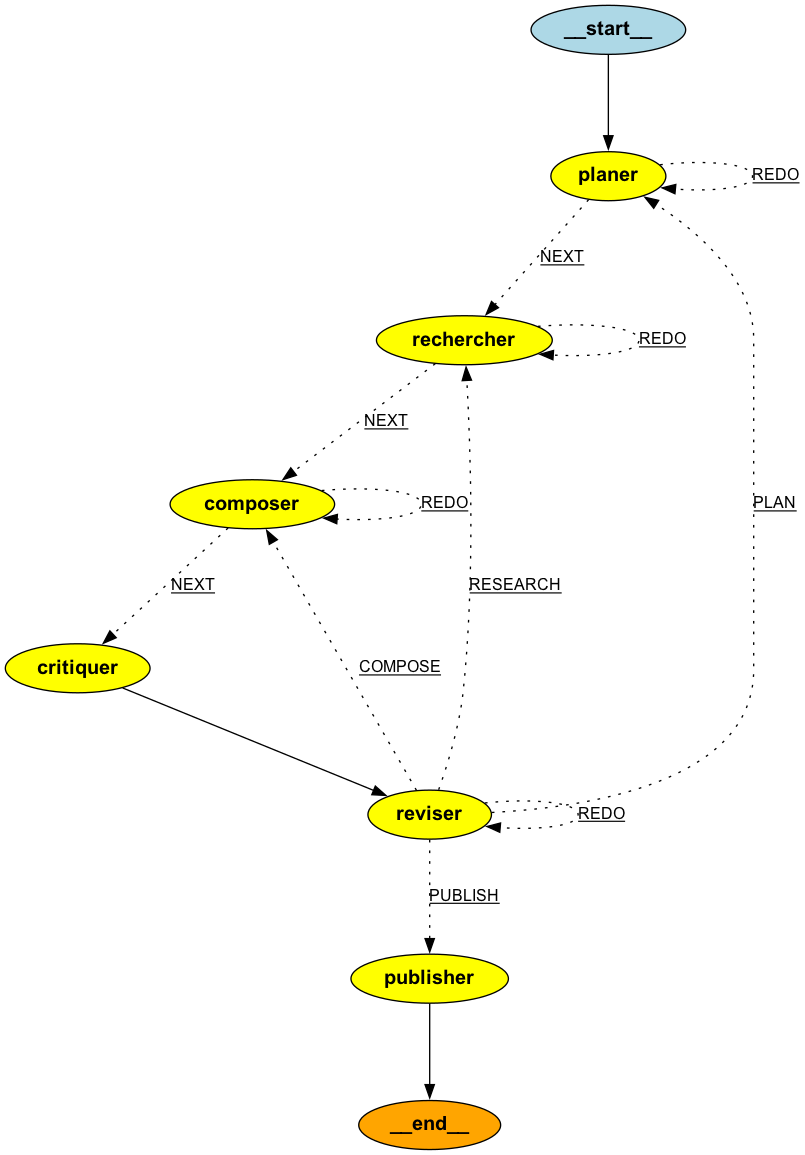 __start__
planer
REDO
NEXT
rechercher
REDO
NEXT
composer
REDO
PLAN
NEXT
RESEARCH
critiquer
COMPOSE
reviser
REDO
PUBLISH
publisher
__end__